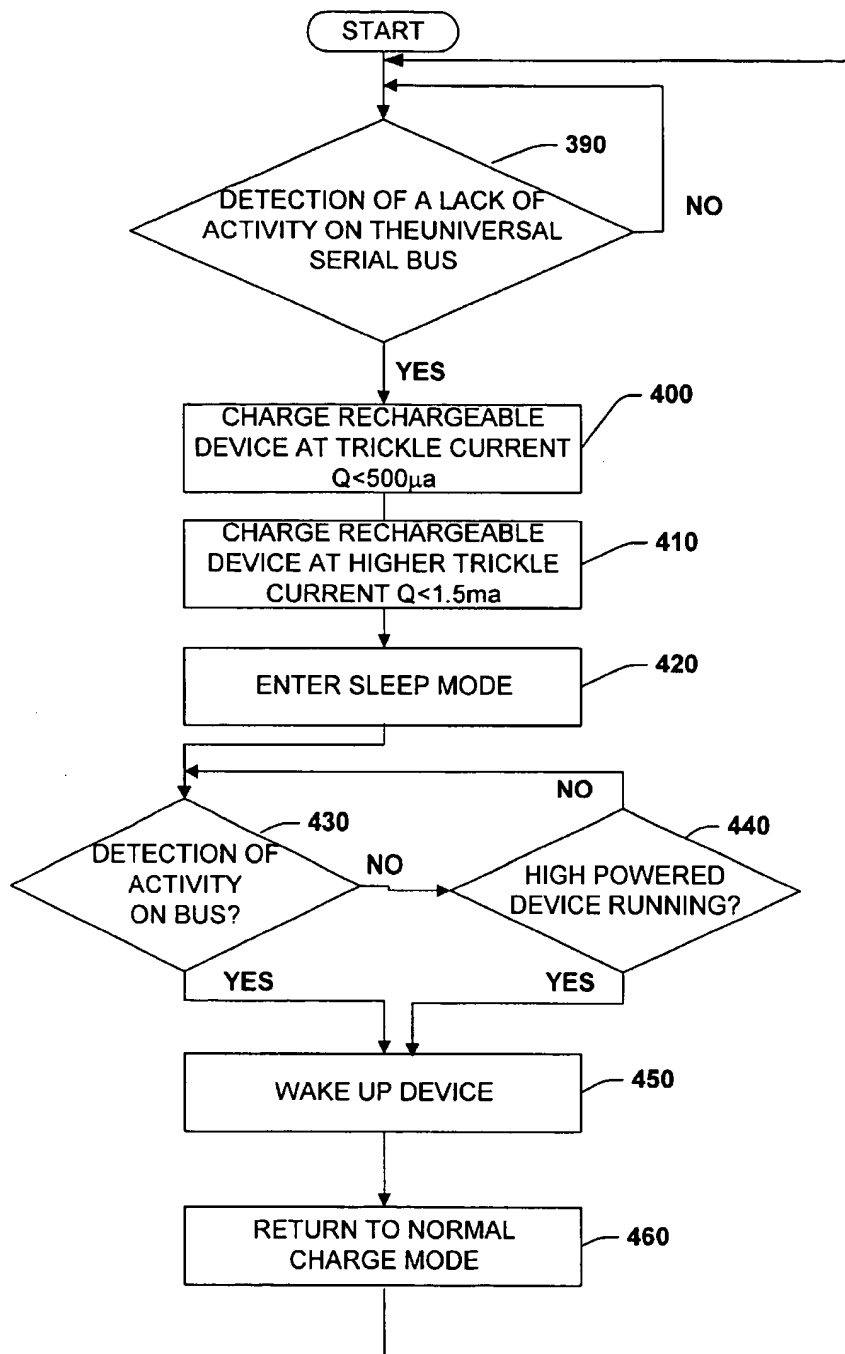 START
390
DETECTION OF A LACK OF
ACTIVITY ON THEUNIVERSAL
SERIAL BUS
NO
YES
400
CHARGE RECHARGEABLE
DEVICE AT TRICKLE CURRENT
Q<500µa
410
CHARGE RECHARGEABLE
DEVICE AT HIGHER TRICKLE
CURRENT Q<1.5ma
420
ENTER SLEEP MODE
NO
430
440
DETECTION OF
ACTIVITY
ON BUS?
NO
HIGH POWERED
DEVICE RUNNING?
YES
YES
450
WAKE UP DEVICE
460
RETURN TO NORMAL
CHARGE MODE